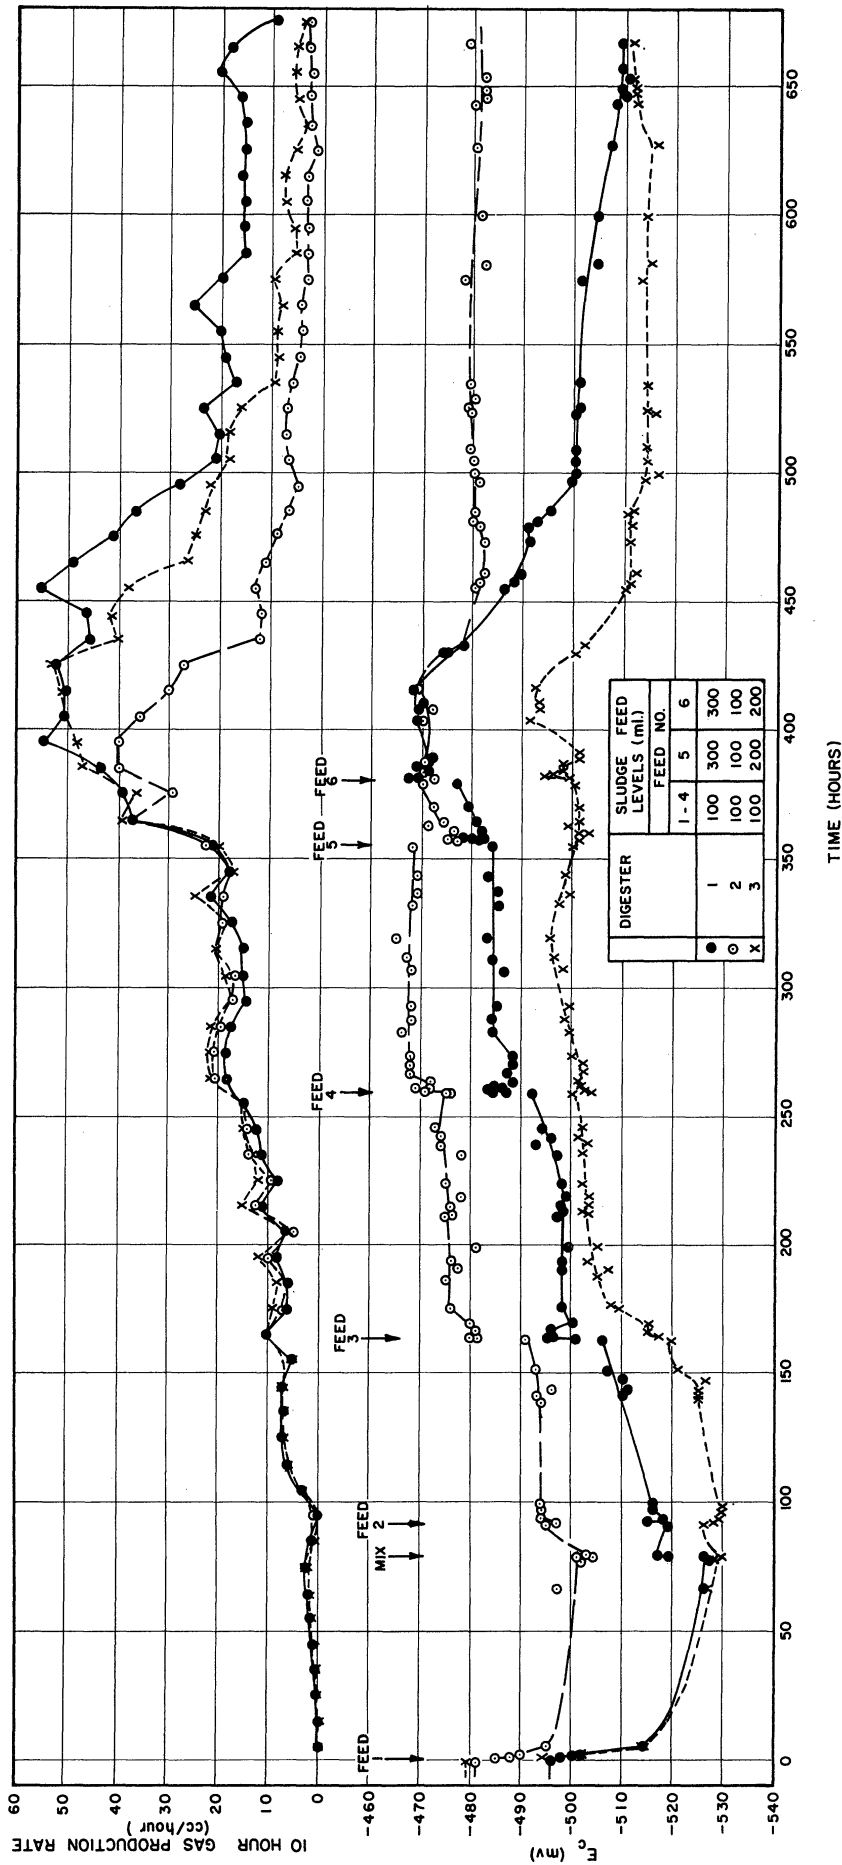 10 HOUR GAS PRODUCTION RATE
(cc/hour)
60
50
40
30
20
10
0
-460
-470
-480
-490
-500
-510
-520
-530
-540
E_c (mv)
FEED
1
MIX
FEED
2
FEED
3
FEED
4
FEED
5
FEED
6
DIGESTER
SLUDGE FEED
LEVELS (ml.)
FEED NO.
1-4 5 6
1 100 300 300
2 100 100 100
3 100 200 200
0 50 100 150 200 250 300 350 400 450 500 550 600 650
TIME (HOURS)